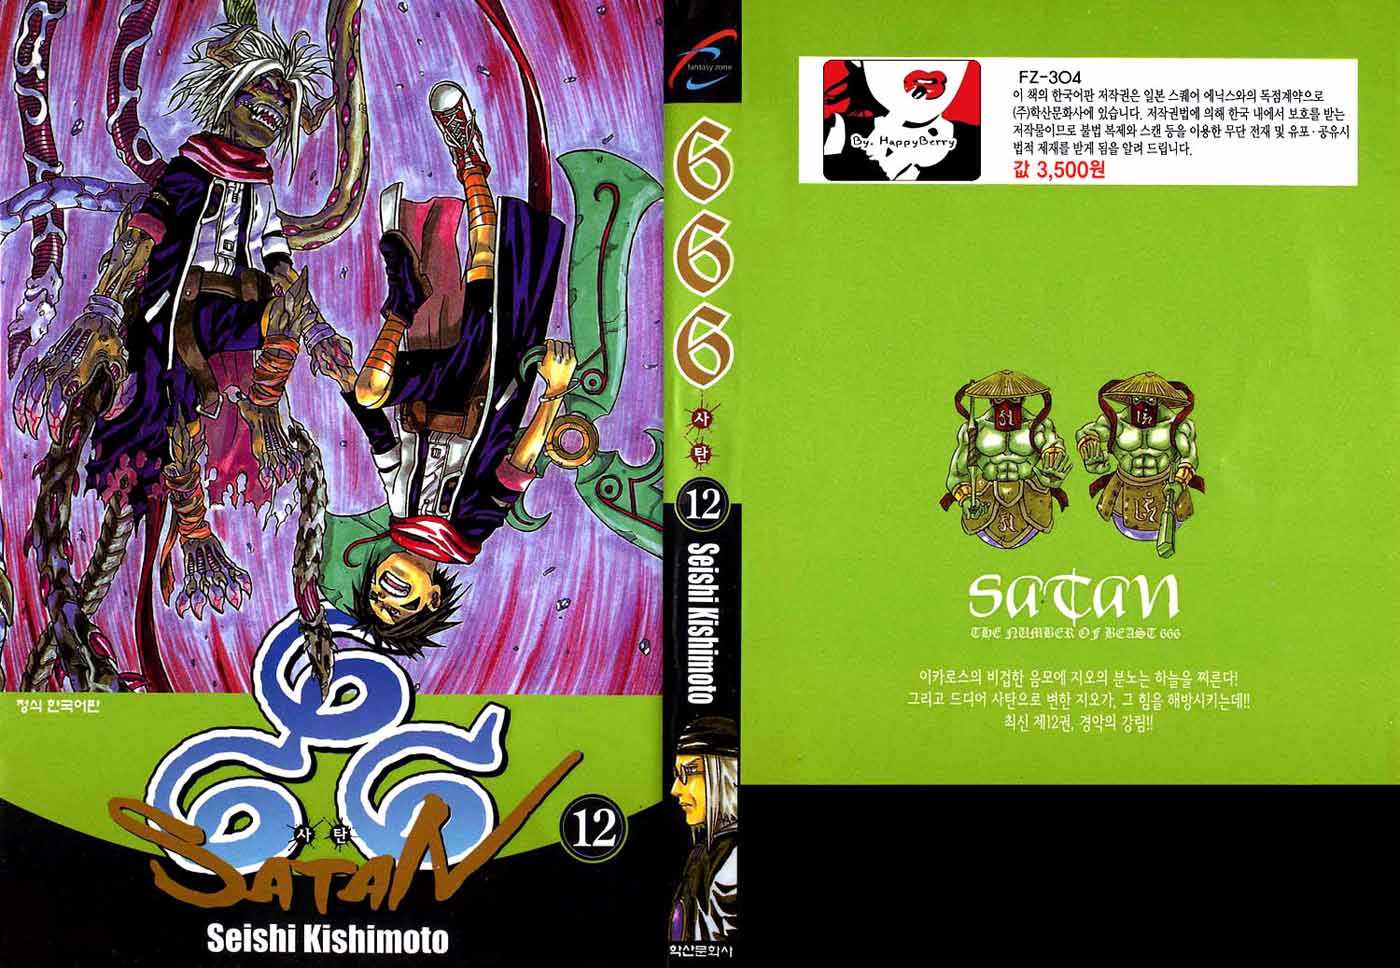 정식 한국어판
666
사탄
SATAN
12
Seishi Kishimoto
fantasy zone
666
사탄
12
Seishi Kishimoto
학산문화사
By. HappyBerry
FZ-304
이 책의 한국어판 저작권은 일본 스퀘어 에닉스와의 독점계약으로
(주)학산문화사에 있습니다. 저작권법에 의해 한국 내에서 보호를 받는
저작물이므로 불법 복제와 스캔 등을 이용한 무단 전재 및 유포·공유시
법적 제재를 받게 됨을 알려 드립니다.
값 3,500원
SATAN
THE NUMBER OF BEAST 666
이카로스의 비겁한 음모에 지오의 분노는 하늘을 찌른다!
그리고 드디어 사탄으로 변한 지오가, 그 힘을 해방시키는데!!
최신 제12권, 경악의 강림!!